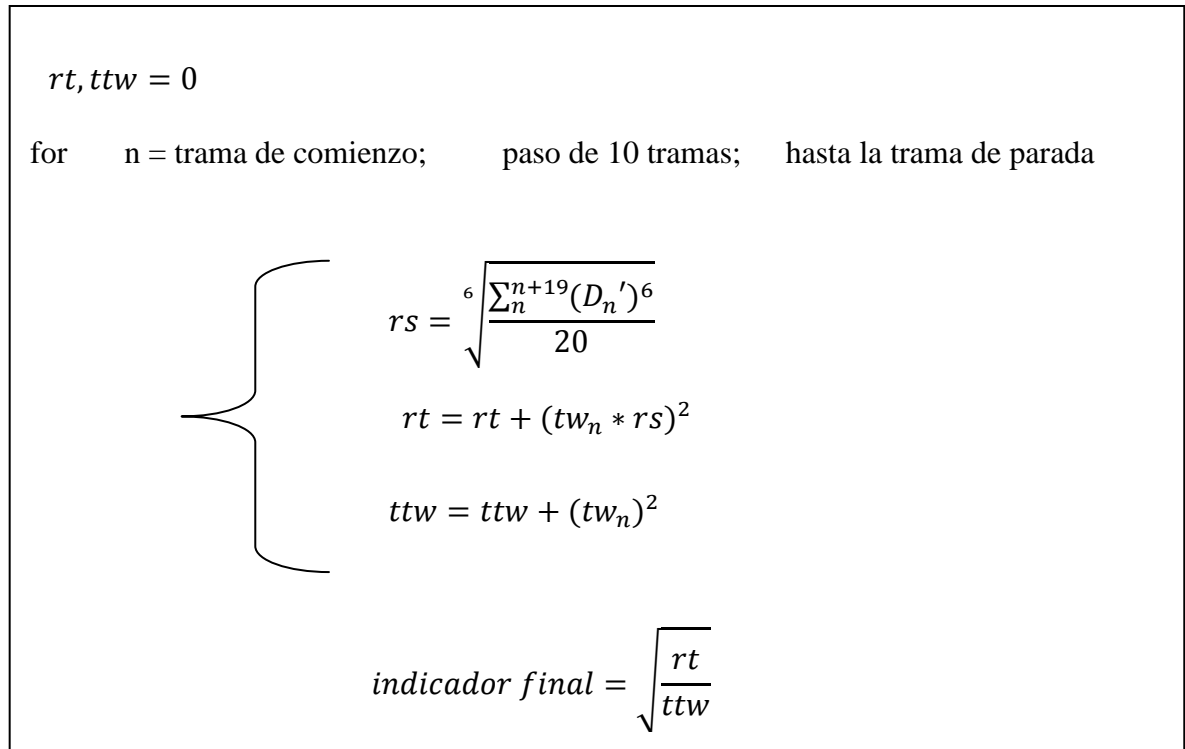 rt, ttw = 0
for n = trama de comienzo; paso de 10 tramas; hasta la trama de parada
rs = ⁶√(∑ₙⁿ⁺¹⁹(Dₙ′)⁶ / 20)
rt = rt + (twₙ * rs)²
ttw = ttw + (twₙ)²
indicador final = √(rt / ttw)